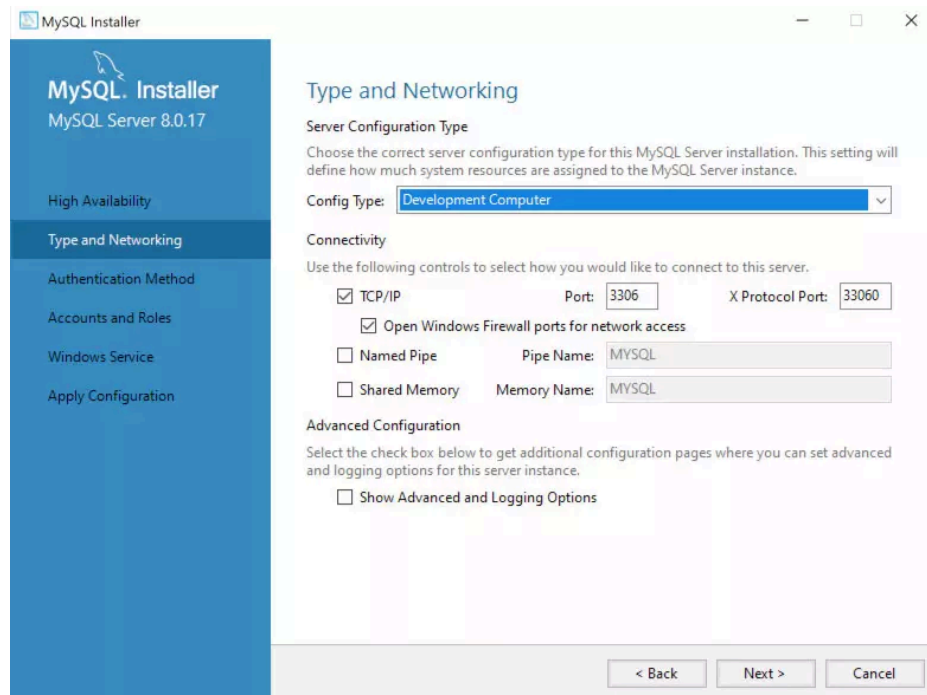 MySQL Installer
MySQL. Installer
MySQL Server 8.0.17
High Availability
Type and Networking
Authentication Method
Accounts and Roles
Windows Service
Apply Configuration
Type and Networking
Server Configuration Type
Choose the correct server configuration type for this MySQL Server installation. This setting will
define how much system resources are assigned to the MySQL Server instance.
Config Type: Development Computer
Connectivity
Use the following controls to select how you would like to connect to this server.
TCP/IP Port: 3306 X Protocol Port: 33060
Open Windows Firewall ports for network access
Named Pipe Pipe Name: MYSQL
Shared Memory Memory Name: MYSQL
Advanced Configuration
Select the check box below to get additional configuration pages where you can set advanced
and logging options for this server instance.
Show Advanced and Logging Options
< Back Next > Cancel